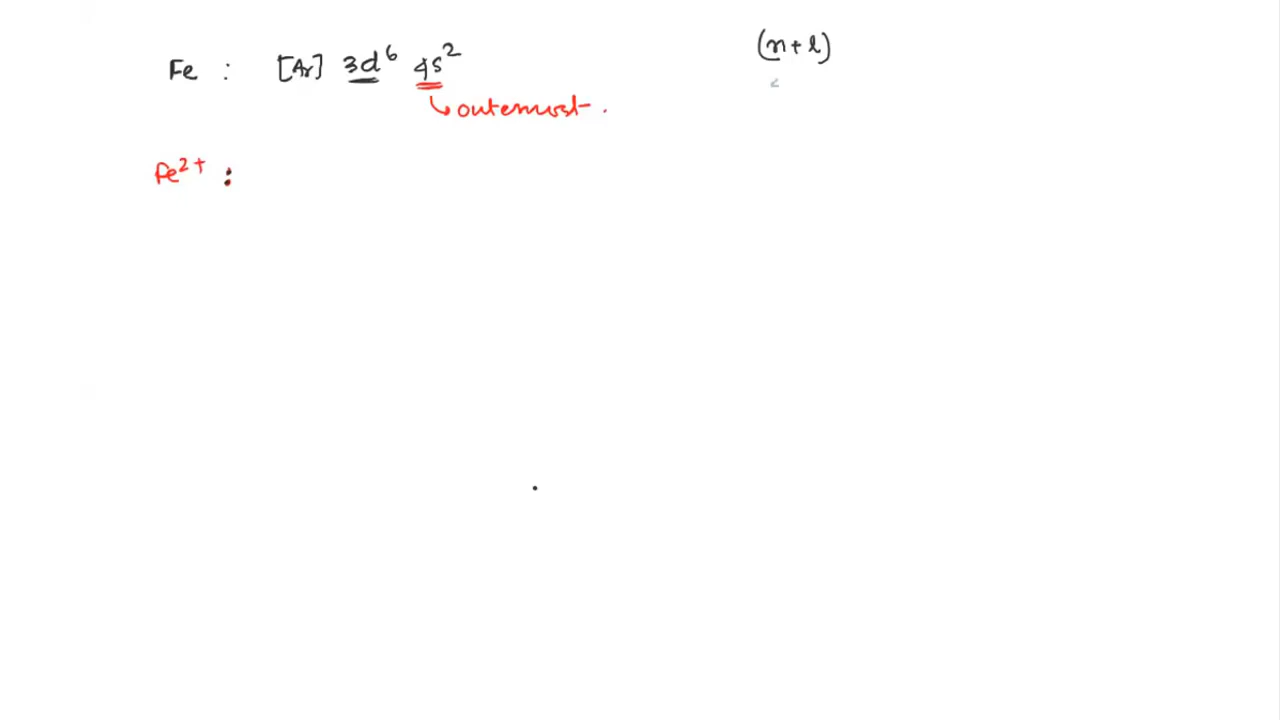 Fe : [Ar] 3d⁶ 4s² (n+l)
↳ outermost.
Fe²⁺ :